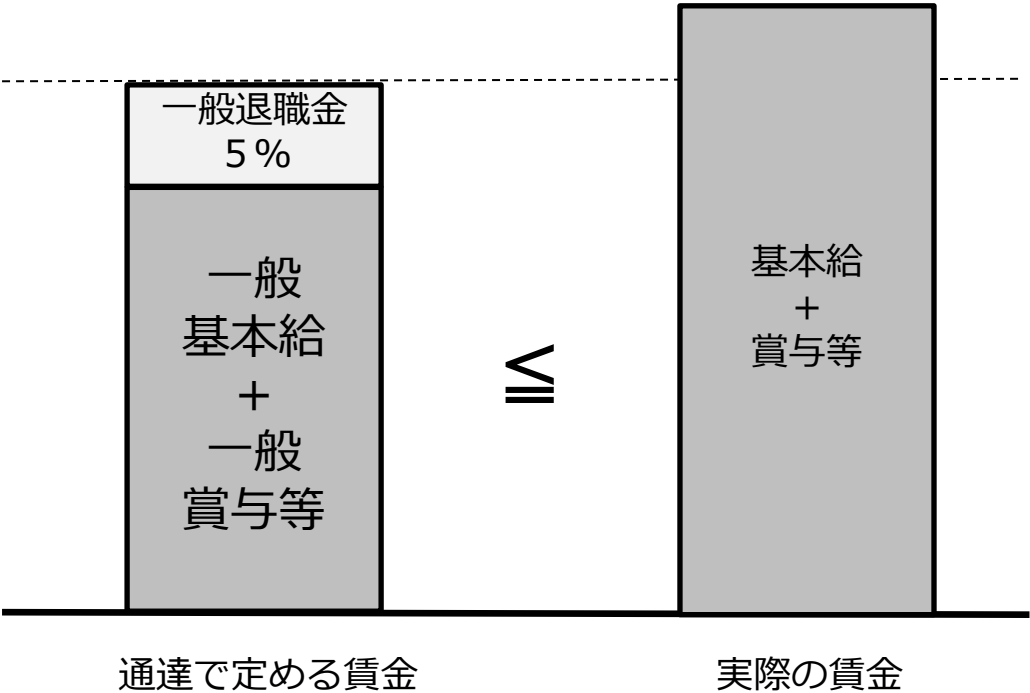 一般退職金
５％
一般
基本給
＋
一般
賞与等
≦
基本給
＋
賞与等
通達で定める賃金
実際の賃金